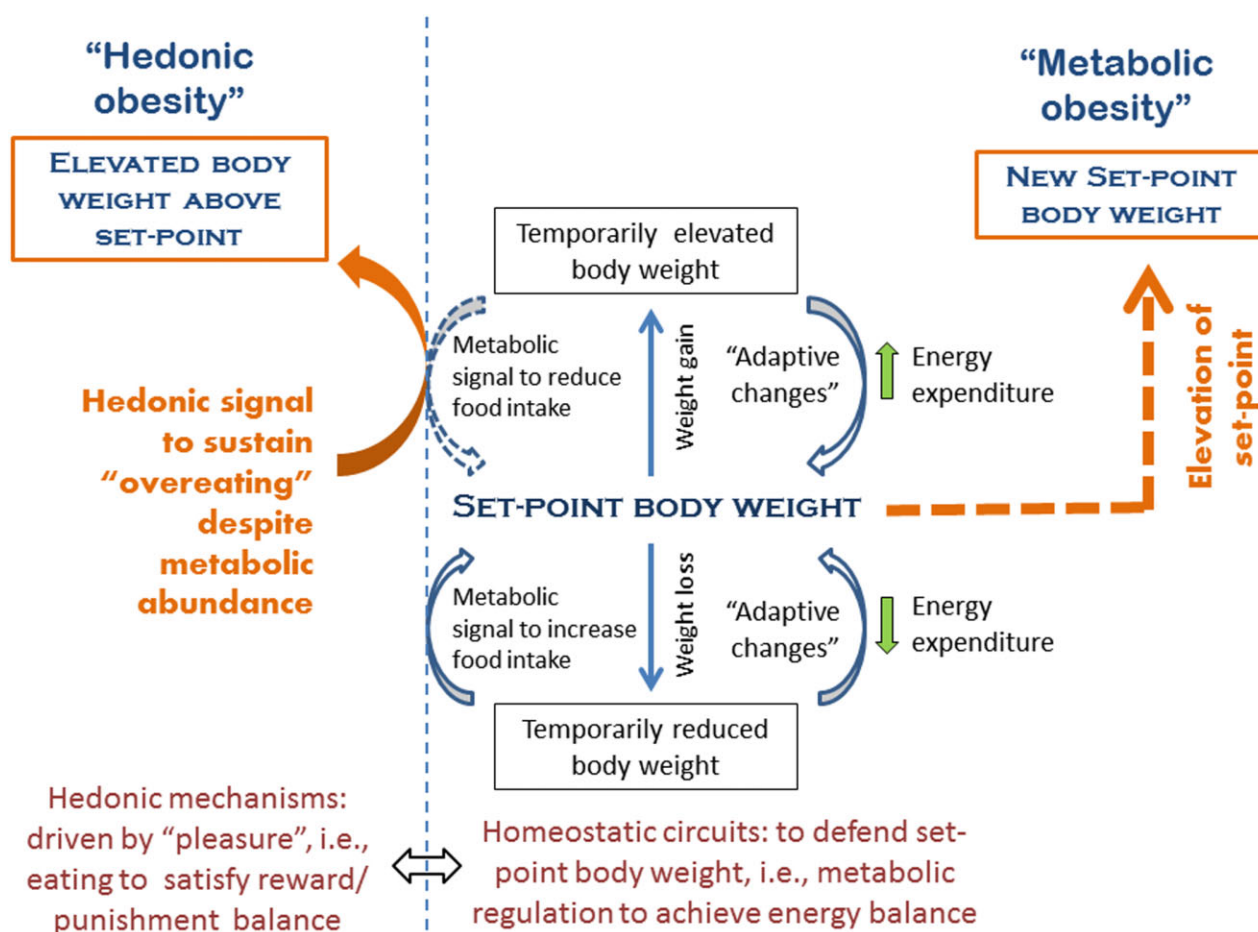 “Hedonic
obesity”
ELEVATED BODY
WEIGHT ABOVE
SET-POINT
Hedonic signal
to sustain
“overeating”
despite
metabolic
abundance
Temporarily elevated
body weight
Metabolic
signal to reduce
food intake
Weight gain
“Adaptive
changes”
Energy
expenditure
SET-POINT BODY WEIGHT
Metabolic
signal to increase
food intake
Weight loss
“Adaptive
changes”
Energy
expenditure
Temporarily reduced
body weight
“Metabolic
obesity”
NEW SET-POINT
BODY WEIGHT
Elevation of
set-point
Hedonic mechanisms:
driven by “pleasure”, i.e.,
eating to satisfy reward/
punishment balance
Homeostatic circuits: to defend set-
point body weight, i.e., metabolic
regulation to achieve energy balance